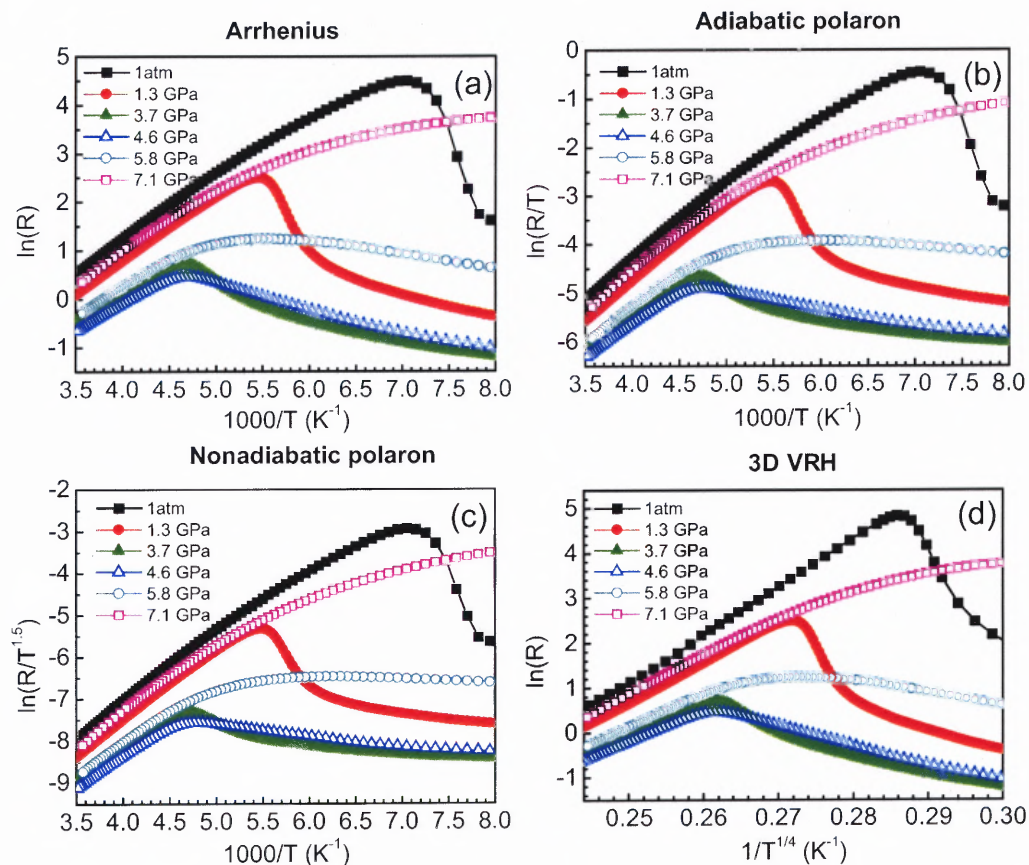 Arrhenius
(a)
1atm
1.3 GPa
3.7 GPa
4.6 GPa
5.8 GPa
7.1 GPa
5
4
3
2
1
0
-1
ln(R)
3.5 4.0 4.5 5.0 5.5 6.0 6.5 7.0 7.5 8.0
1000/T (K⁻¹)
Adiabatic polaron
(b)
1atm
1.3 GPa
3.7 GPa
4.6 GPa
5.8 GPa
7.1 GPa
0
-1
-2
-3
-4
-5
-6
ln(R/T)
3.5 4.0 4.5 5.0 5.5 6.0 6.5 7.0 7.5 8.0
1000/T (K⁻¹)
Nonadiabatic polaron
(c)
1atm
1.3 GPa
3.7 GPa
4.6 GPa
5.8 GPa
7.1 GPa
-2
-3
-4
-5
-6
-7
-8
-9
ln(R/T¹·⁵)
3.5 4.0 4.5 5.0 5.5 6.0 6.5 7.0 7.5 8.0
1000/T (K⁻¹)
3D VRH
(d)
1atm
1.3 GPa
3.7 GPa
4.6 GPa
5.8 GPa
7.1 GPa
5
4
3
2
1
0
-1
ln(R)
0.25 0.26 0.27 0.28 0.29 0.30
1/T^1/4 (K⁻¹)